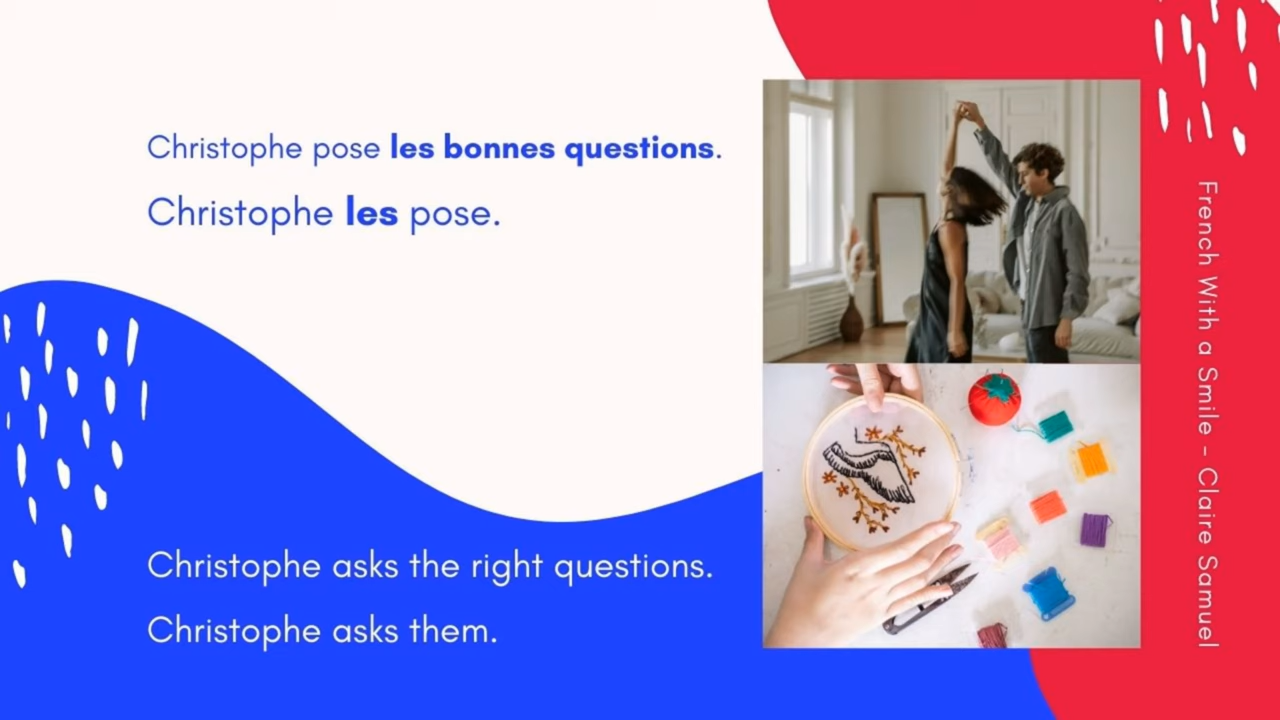 Christophe pose les bonnes questions.
Christophe les pose.
Christophe asks the right questions.
Christophe asks them.
French With a Smile - Claire Samuel